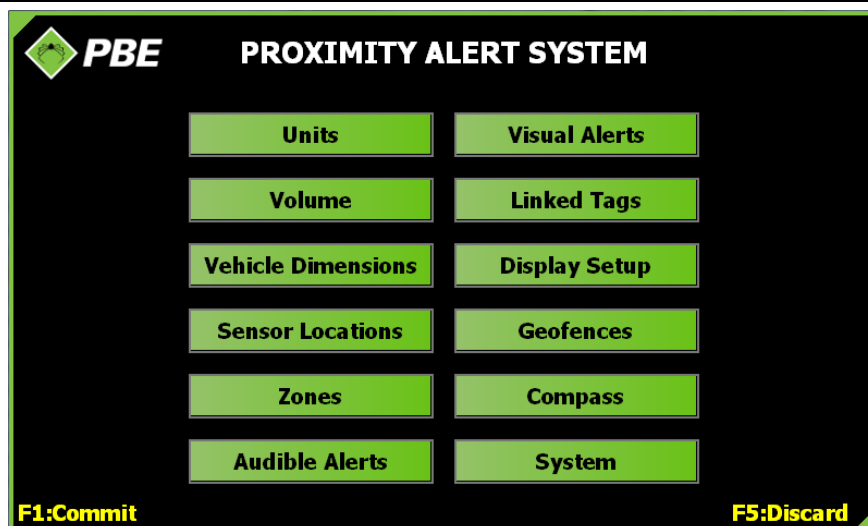 PBE PROXIMITY ALERT SYSTEM
Units Visual Alerts
Volume Linked Tags
Vehicle Dimensions Display Setup
Sensor Locations Geofences
Zones Compass
Audible Alerts System
F1:Commit F5:Discard